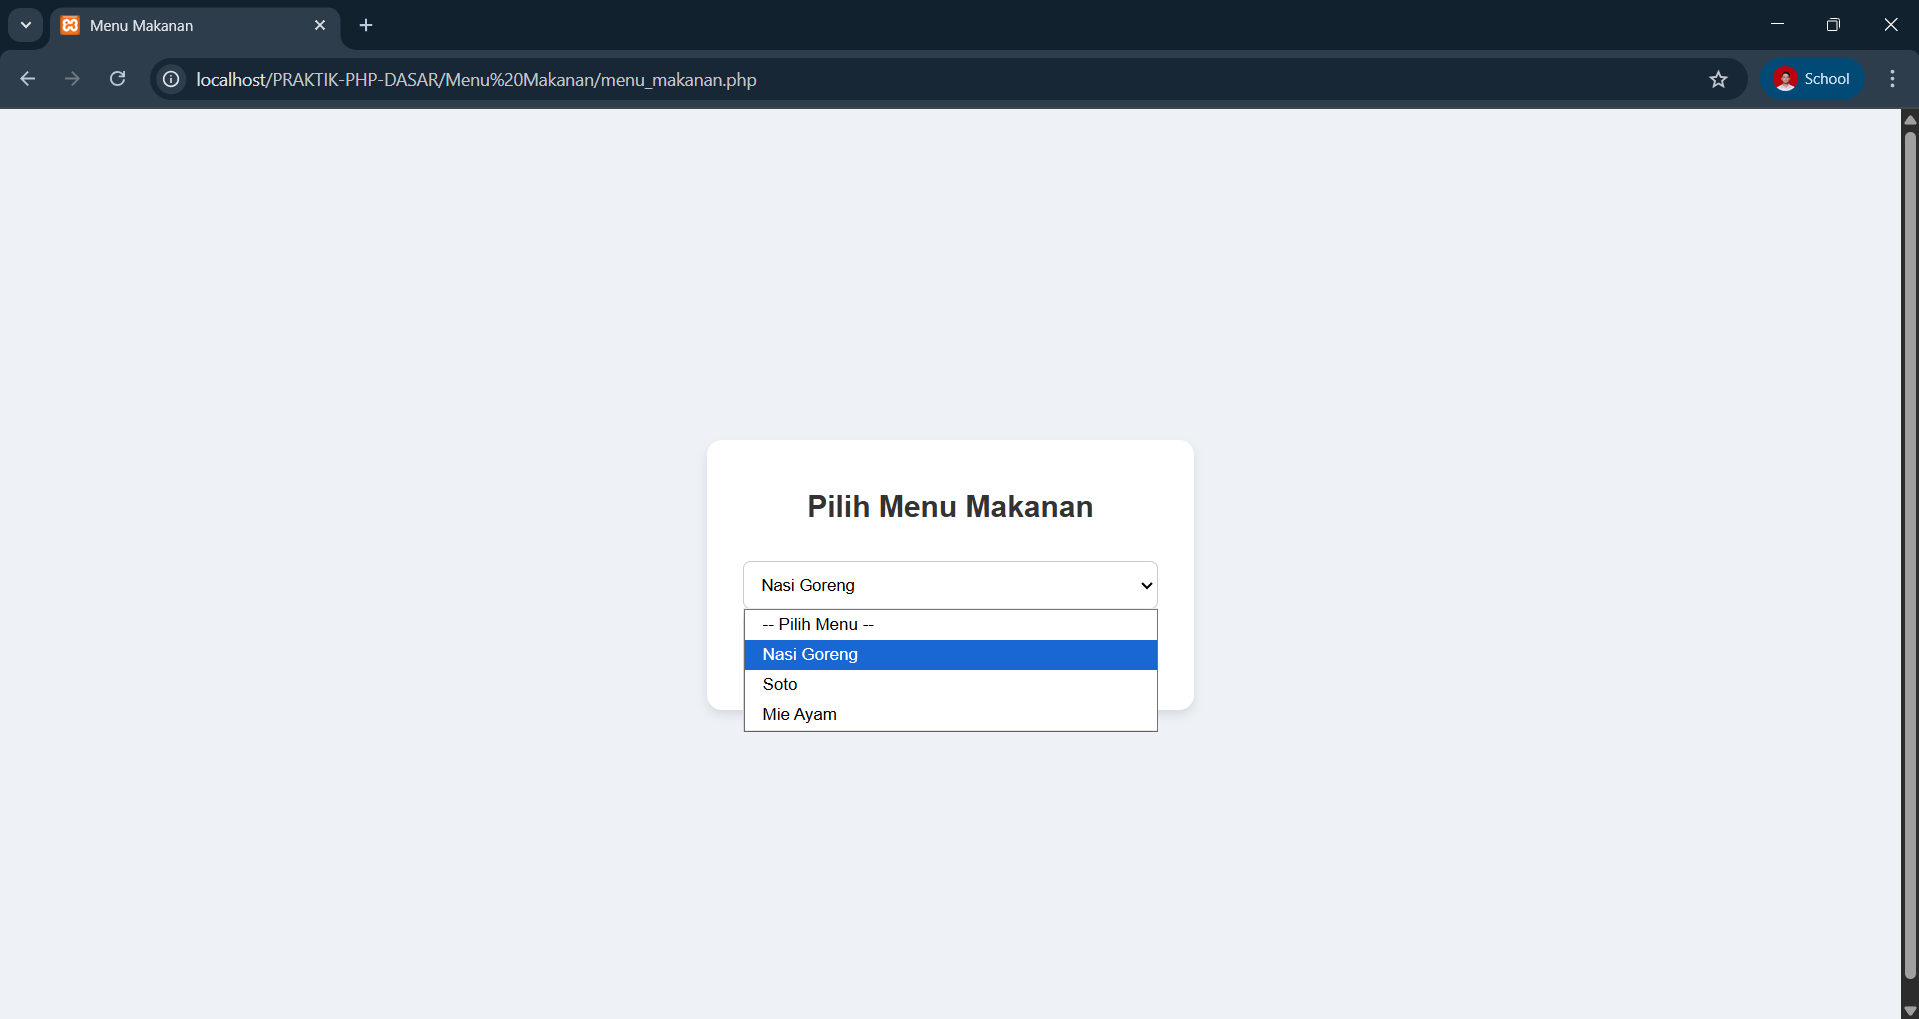 Menu Makanan
localhost/PRAKTIK-PHP-DASAR/Menu%20Makanan/menu_makanan.php
School
Pilih Menu Makanan
Nasi Goreng
-- Pilih Menu --
Nasi Goreng
Soto
Mie Ayam